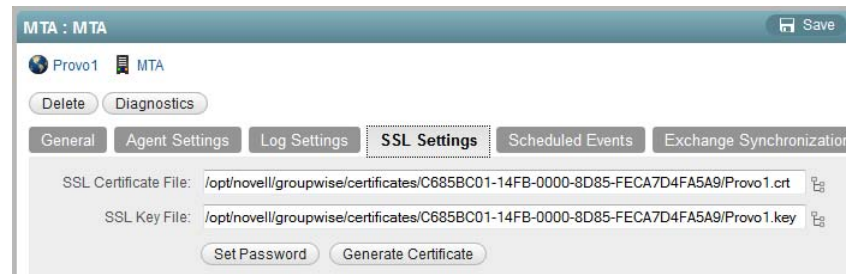 MTA : MTA
Save
Provo1 MTA
Delete Diagnostics
General Agent Settings Log Settings SSL Settings Scheduled Events Exchange Synchronization
SSL Certificate File: /opt/novell/groupwise/certificates/C685BC01-14FB-0000-8D85-FECA7D4FA5A9/Provo1.crt
SSL Key File: /opt/novell/groupwise/certificates/C685BC01-14FB-0000-8D85-FECA7D4FA5A9/Provo1.key
Set Password Generate Certificate